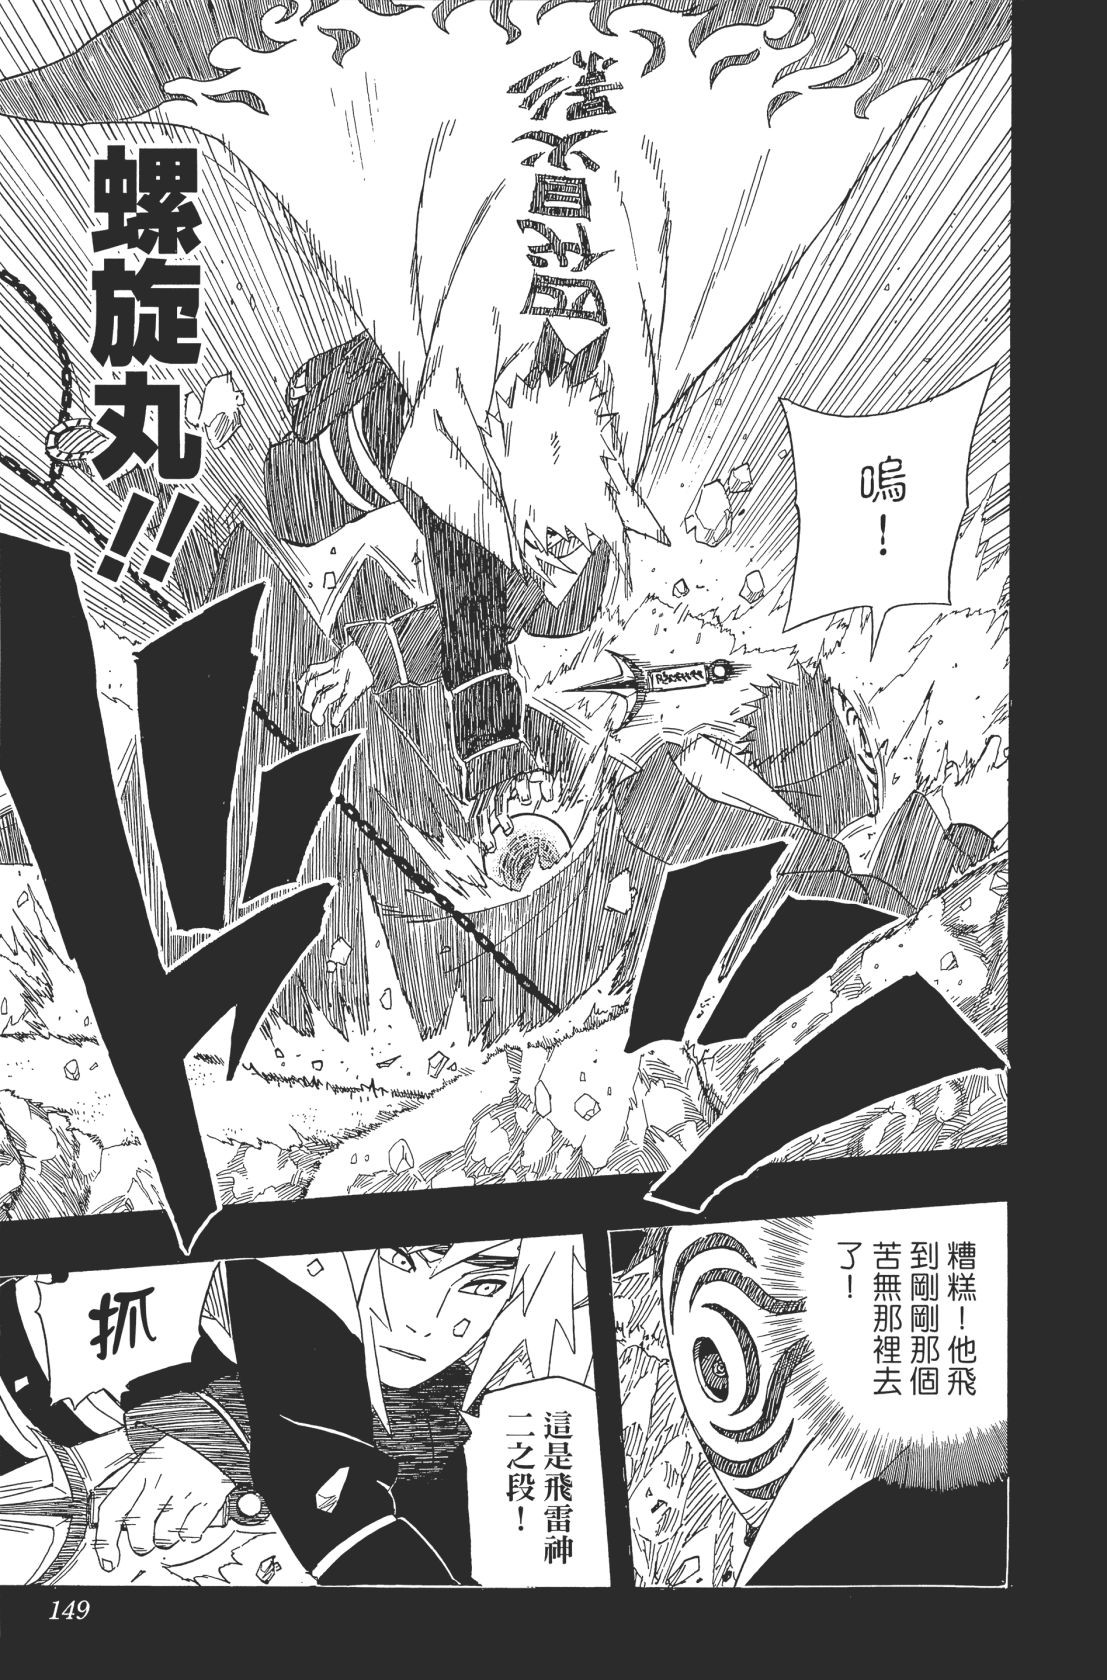 四代目火影
嗚！
螺旋丸!!
糟糕！他飛
到剛剛那個
苦無那裡去
了！
這是飛雷神
二之段！
抓
149